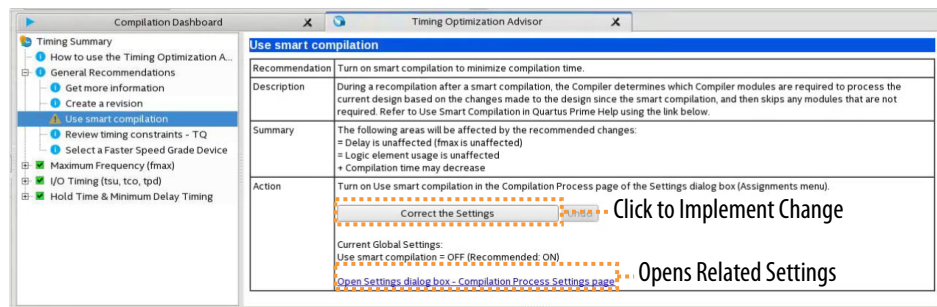 Compilation Dashboard
Timing Optimization Advisor
Timing Summary
How to use the Timing Optimization A...
General Recommendations
Get more information
Create a revision
Use smart compilation
Review timing constraints - TQ
Select a Faster Speed Grade Device
Maximum Frequency (fmax)
I/O Timing (tsu, tco, tpd)
Hold Time & Minimum Delay Timing
Use smart compilation
Recommendation Turn on smart compilation to minimize compilation time.
Description During a recompilation after a smart compilation, the Compiler determines which Compiler modules are required to process the
current design based on the changes made to the design since the smart compilation, and then skips any modules that are not
required. Refer to Use Smart Compilation in Quartus Prime Help using the link below.
Summary The following areas will be affected by the recommended changes:
= Delay is unaffected (fmax is unaffected)
= Logic element usage is unaffected
+ Compilation time may decrease
Action Turn on Use smart compilation in the Compilation Process page of the Settings dialog box (Assignments menu).
Correct the Settings Undo Click to Implement Change
Current Global Settings:
Use smart compilation = OFF (Recommended: ON)
Open Settings dialog box - Compilation Process Settings page Opens Related Settings